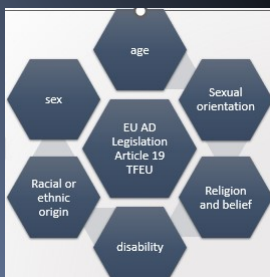 age
Sexual
orientation
Religion
and belief
disability
Racial or
ethnic
origin
sex
EU AD
Legislation
Article 19
TFEU